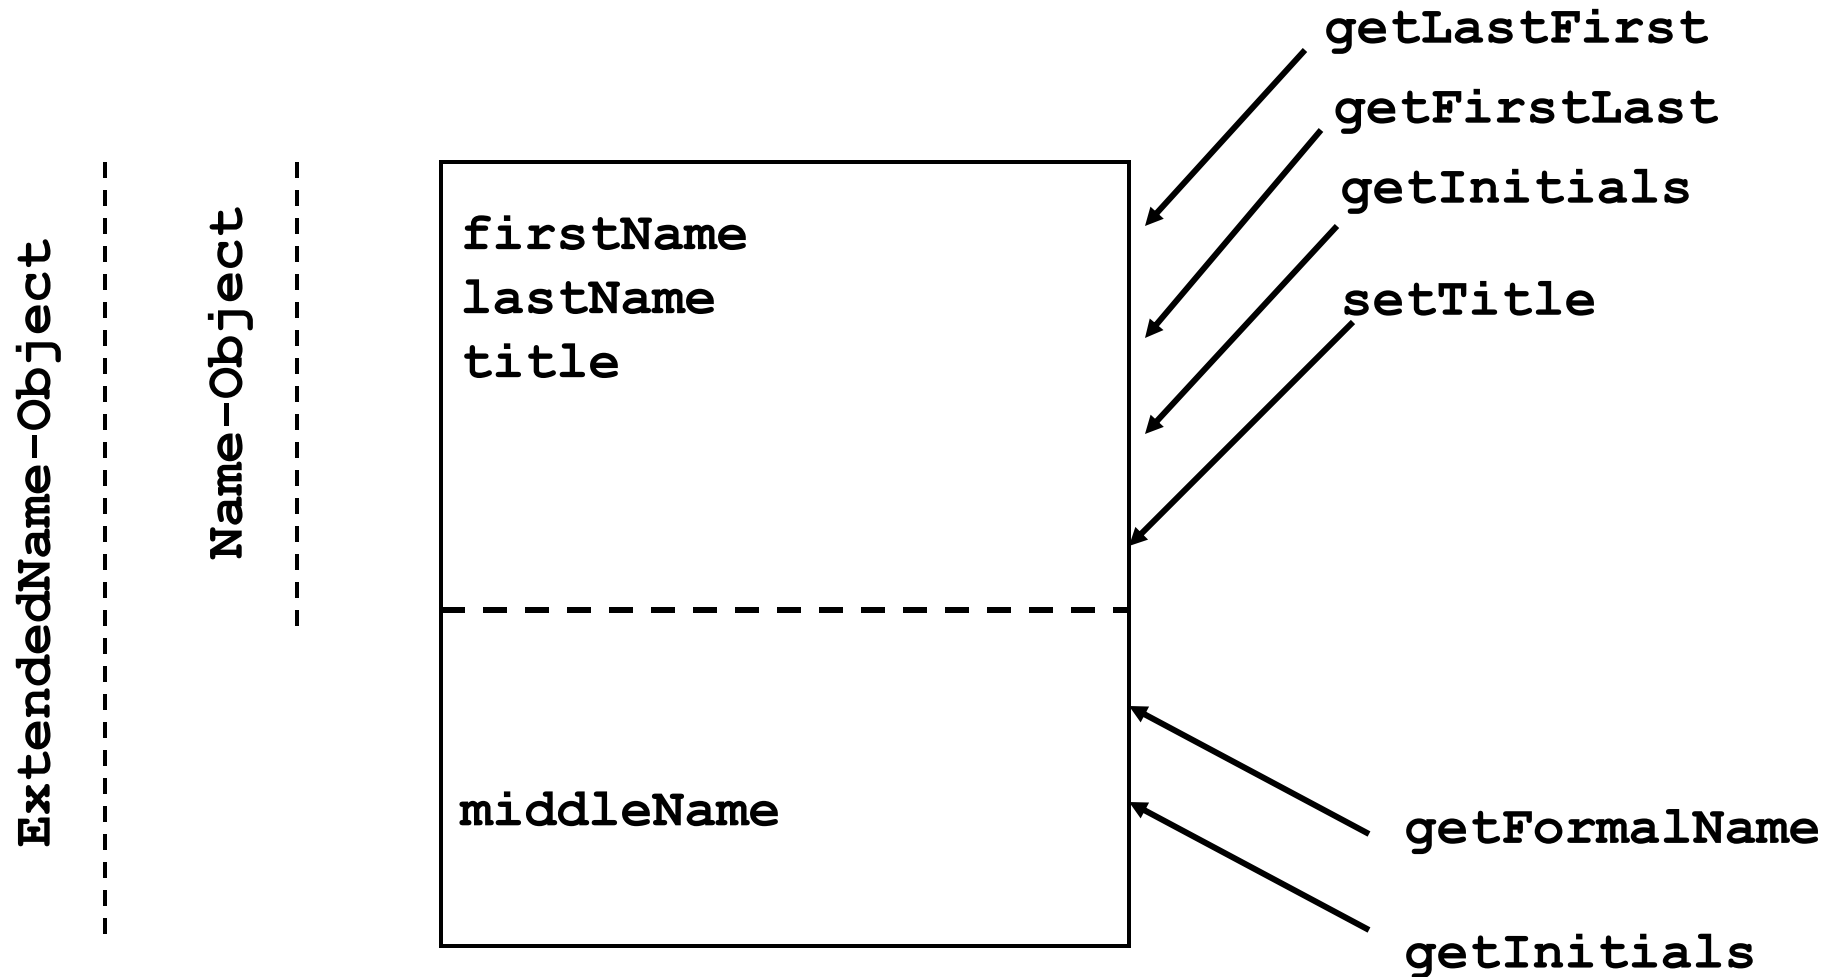 getLastFirst
getFirstLast
getInitials
setTitle
ExtendedName-Object
Name-Object
firstName
lastName
title
middleName
getFormalName
getInitials